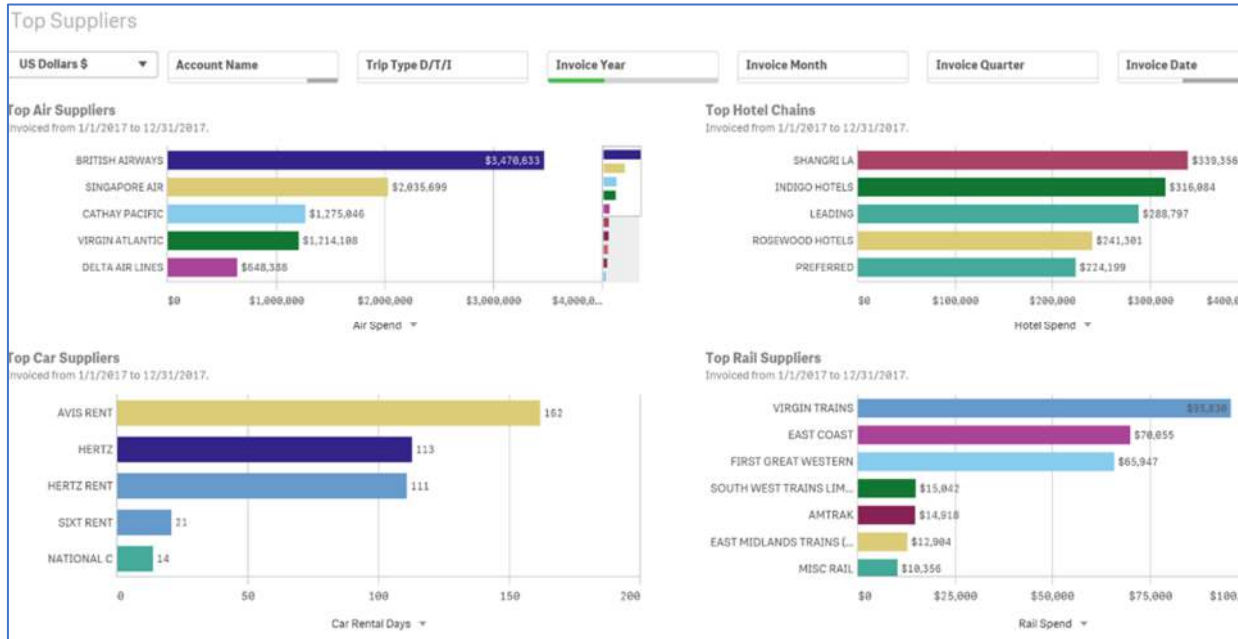 Top Suppliers
US Dollars $
Account Name
Trip Type D/T/I
Invoice Year
Invoice Month
Invoice Quarter
Invoice Date
Top Air Suppliers
Invoiced from 1/1/2017 to 12/31/2017.
BRITISH AIRWAYS $3,470,633
SINGAPORE AIR $2,035,699
CATHAY PACIFIC $1,275,046
VIRGIN ATLANTIC $1,214,108
DELTA AIR LINES $648,388
$0 $1,000,000 $2,000,000 $3,000,000 $4,000,0...
Air Spend
Top Hotel Chains
Invoiced from 1/1/2017 to 12/31/2017.
SHANGRI LA $339,356
INDIGO HOTELS $316,084
LEADING $288,797
ROSEWOOD HOTELS $241,301
PREFERRED $224,199
$0 $100,000 $200,000 $300,000 $400,0
Hotel Spend
Top Car Suppliers
Invoiced from 1/1/2017 to 12/31/2017.
AVIS RENT 162
HERTZ 113
HERTZ RENT 111
SIXT RENT 21
NATIONAL C 14
0 50 100 150 200
Car Rental Days
Top Rail Suppliers
Invoiced from 1/1/2017 to 12/31/2017.
VIRGIN TRAINS
EAST COAST $70,055
FIRST GREAT WESTERN $65,947
SOUTH WEST TRAINS LIM... $15,042
AMTRAK $14,918
EAST MIDLANDS TRAINS (... $12,904
MISC RAIL $10,356
$0 $25,000 $50,000 $75,000 $100,
Rail Spend